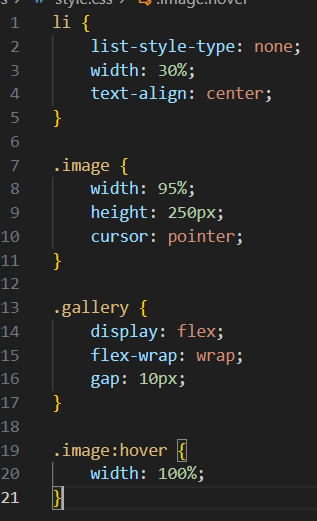 style.css > .image:hover
1 li {
2 list-style-type: none;
3 width: 30%;
4 text-align: center;
5 }
6
7 .image {
8 width: 95%;
9 height: 250px;
10 cursor: pointer;
11 }
12
13 .gallery {
14 display: flex;
15 flex-wrap: wrap;
16 gap: 10px;
17 }
18
19 .image:hover {
20 width: 100%;
21 }